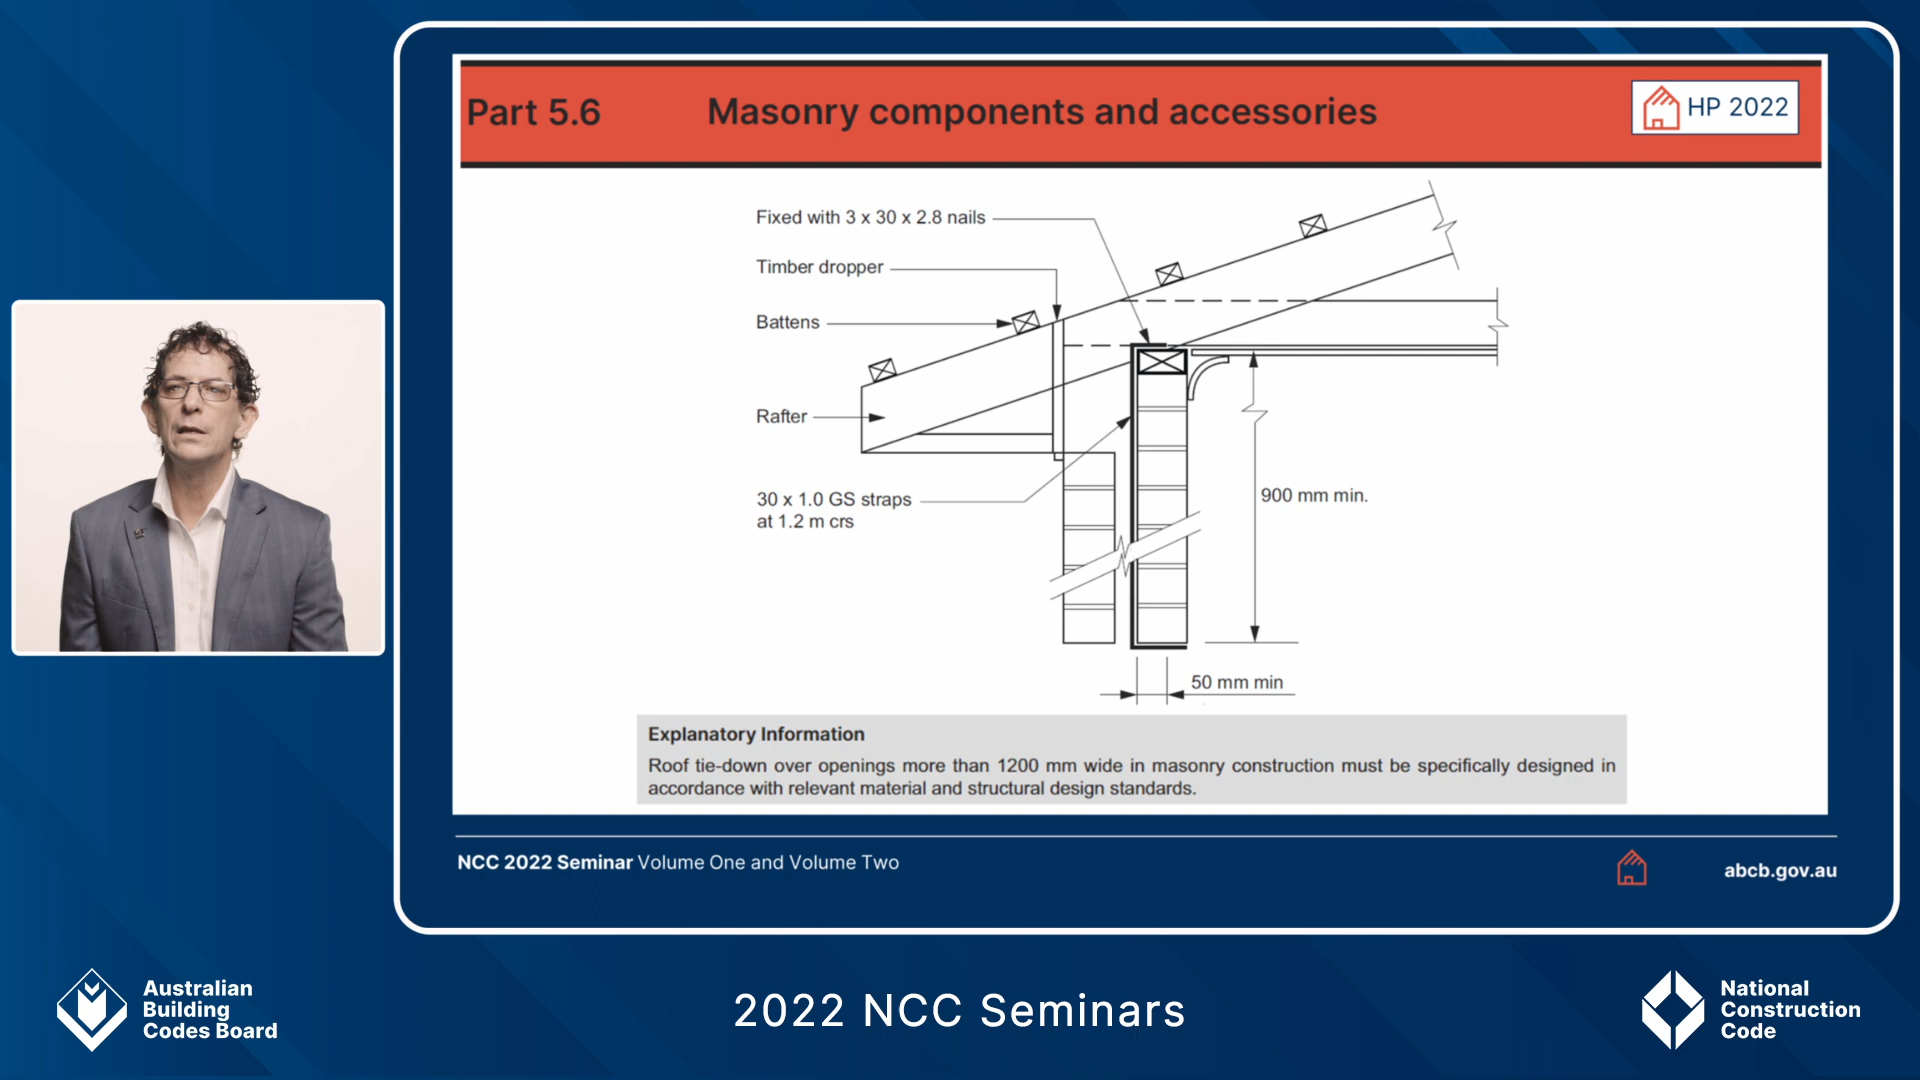 Part 5.6
Masonry components and accessories
HP 2022
Fixed with 3 x 30 x 2.8 nails
Timber dropper
Battens
Rafter
30 x 1.0 GS straps
at 1.2 m crs
900 mm min.
50 mm min
Explanatory Information
Roof tie-down over openings more than 1200 mm wide in masonry construction must be specifically designed in
accordance with relevant material and structural design standards.
NCC 2022 Seminar Volume One and Volume Two
abcb.gov.au
Australian
Building
Codes Board
2022 NCC Seminars
National
Construction
Code